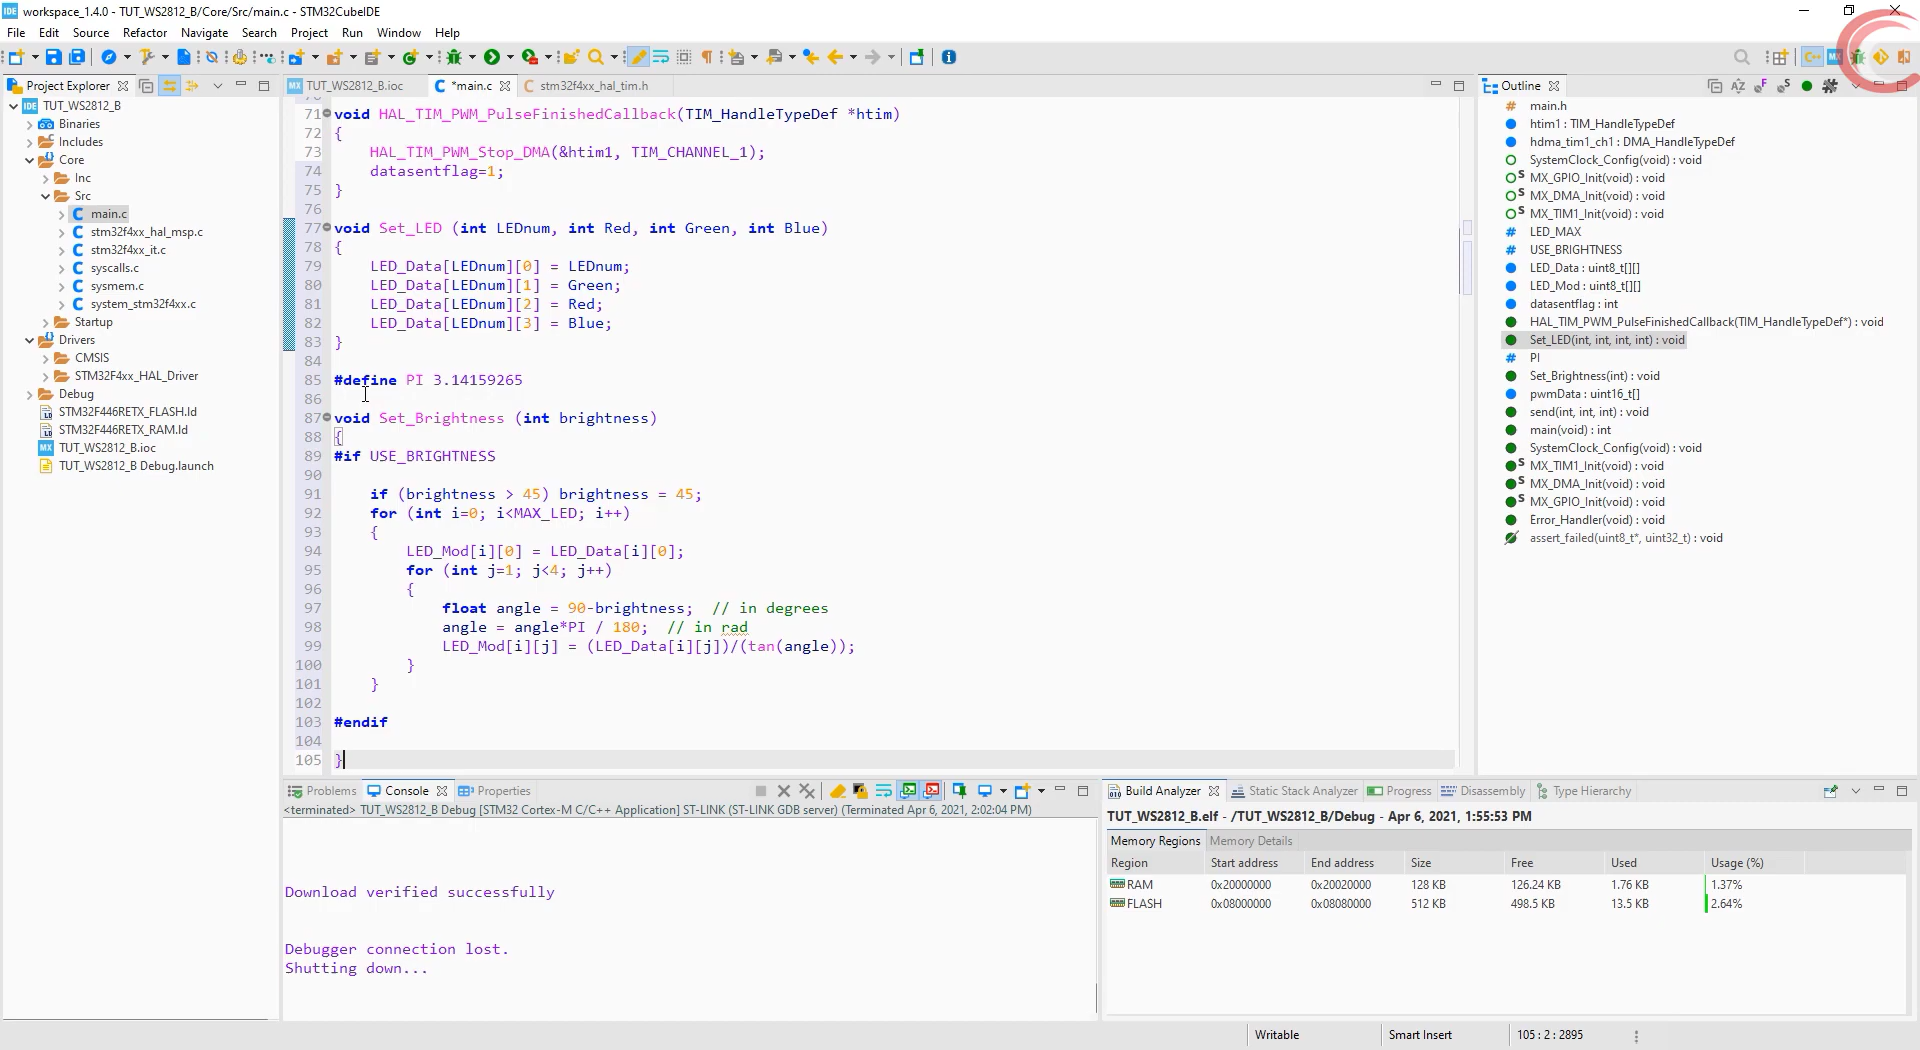 workspace_1.4.0 - TUT_WS2812_B/Core/Src/main.c - STM32CubeIDE
File Edit Source Refactor Navigate Search Project Run Window Help
Project Explorer
TUT_WS2812_B
Binaries
Includes
Core
Inc
Src
main.c
stm32f4xx_hal_msp.c
stm32f4xx_it.c
syscalls.c
sysmem.c
system_stm32f4xx.c
Startup
Drivers
CMSIS
STM32F4xx_HAL_Driver
Debug
STM32F446RETX_FLASH.ld
STM32F446RETX_RAM.ld
TUT_WS2812_B.ioc
TUT_WS2812_B Debug.launch
TUT_WS2812_B.ioc *main.c stm32f4xx_hal_tim.h
71 void HAL_TIM_PWM_PulseFinishedCallback(TIM_HandleTypeDef *htim)
72 {
73 HAL_TIM_PWM_Stop_DMA(&htim1, TIM_CHANNEL_1);
74 datasentflag=1;
75 }
76
77 void Set_LED (int LEDnum, int Red, int Green, int Blue)
78 {
79 LED_Data[LEDnum][0] = LEDnum;
80 LED_Data[LEDnum][1] = Green;
81 LED_Data[LEDnum][2] = Red;
82 LED_Data[LEDnum][3] = Blue;
83 }
84
85 #define PI 3.14159265
86
87 void Set_Brightness (int brightness)
88 {
89 #if USE_BRIGHTNESS
90
91 if (brightness > 45) brightness = 45;
92 for (int i=0; i<MAX_LED; i++)
93 {
94 LED_Mod[i][0] = LED_Data[i][0];
95 for (int j=1; j<4; j++)
96 {
97 float angle = 90-brightness; // in degrees
98 angle = angle*PI / 180; // in rad
99 LED_Mod[i][j] = (LED_Data[i][j])/(tan(angle));
100 }
101 }
102
103 #endif
104
105 }
Outline
main.h
htim1 : TIM_HandleTypeDef
hdma_tim1_ch1 : DMA_HandleTypeDef
SystemClock_Config(void) : void
MX_GPIO_Init(void) : void
MX_DMA_Init(void) : void
MX_TIM1_Init(void) : void
LED_MAX
USE_BRIGHTNESS
LED_Data : uint8_t[][]
LED_Mod : uint8_t[][]
datasentflag : int
HAL_TIM_PWM_PulseFinishedCallback(TIM_HandleTypeDef*) : void
Set_LED(int, int, int, int) : void
PI
Set_Brightness(int) : void
pwmData : uint16_t[]
send(int, int, int) : void
main(void) : int
SystemClock_Config(void) : void
MX_TIM1_Init(void) : void
MX_DMA_Init(void) : void
MX_GPIO_Init(void) : void
Error_Handler(void) : void
assert_failed(uint8_t*, uint32_t) : void
Problems Console Properties
<terminated> TUT_WS2812_B Debug [STM32 Cortex-M C/C++ Application] ST-LINK (ST-LINK GDB server) (Terminated Apr 6, 2021, 2:02:04 PM)
Download verified successfully
Debugger connection lost.
Shutting down...
Build Analyzer Static Stack Analyzer Progress Disassembly Type Hierarchy
TUT_WS2812_B.elf - /TUT_WS2812_B/Debug - Apr 6, 2021, 1:55:53 PM
Memory Regions Memory Details
Region Start address End address Size Free Used Usage (%)
RAM 0x20000000 0x20020000 128 KB 126.24 KB 1.76 KB 1.37%
FLASH 0x08000000 0x08080000 512 KB 498.5 KB 13.5 KB 2.64%
Writable Smart Insert 105 : 2 : 2895